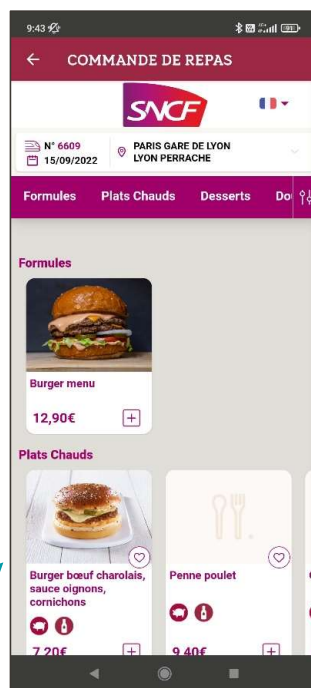 9:43
COMMANDE DE REPAS
SNCF
N° 6609
15/09/2022
PARIS GARE DE LYON
LYON PERRACHE
Formules Plats Chauds Desserts Do
Formules
Burger menu
12,90€
Plats Chauds
Burger bœuf charolais,
sauce oignons,
cornichons
7,20€
Penne poulet
9,40€